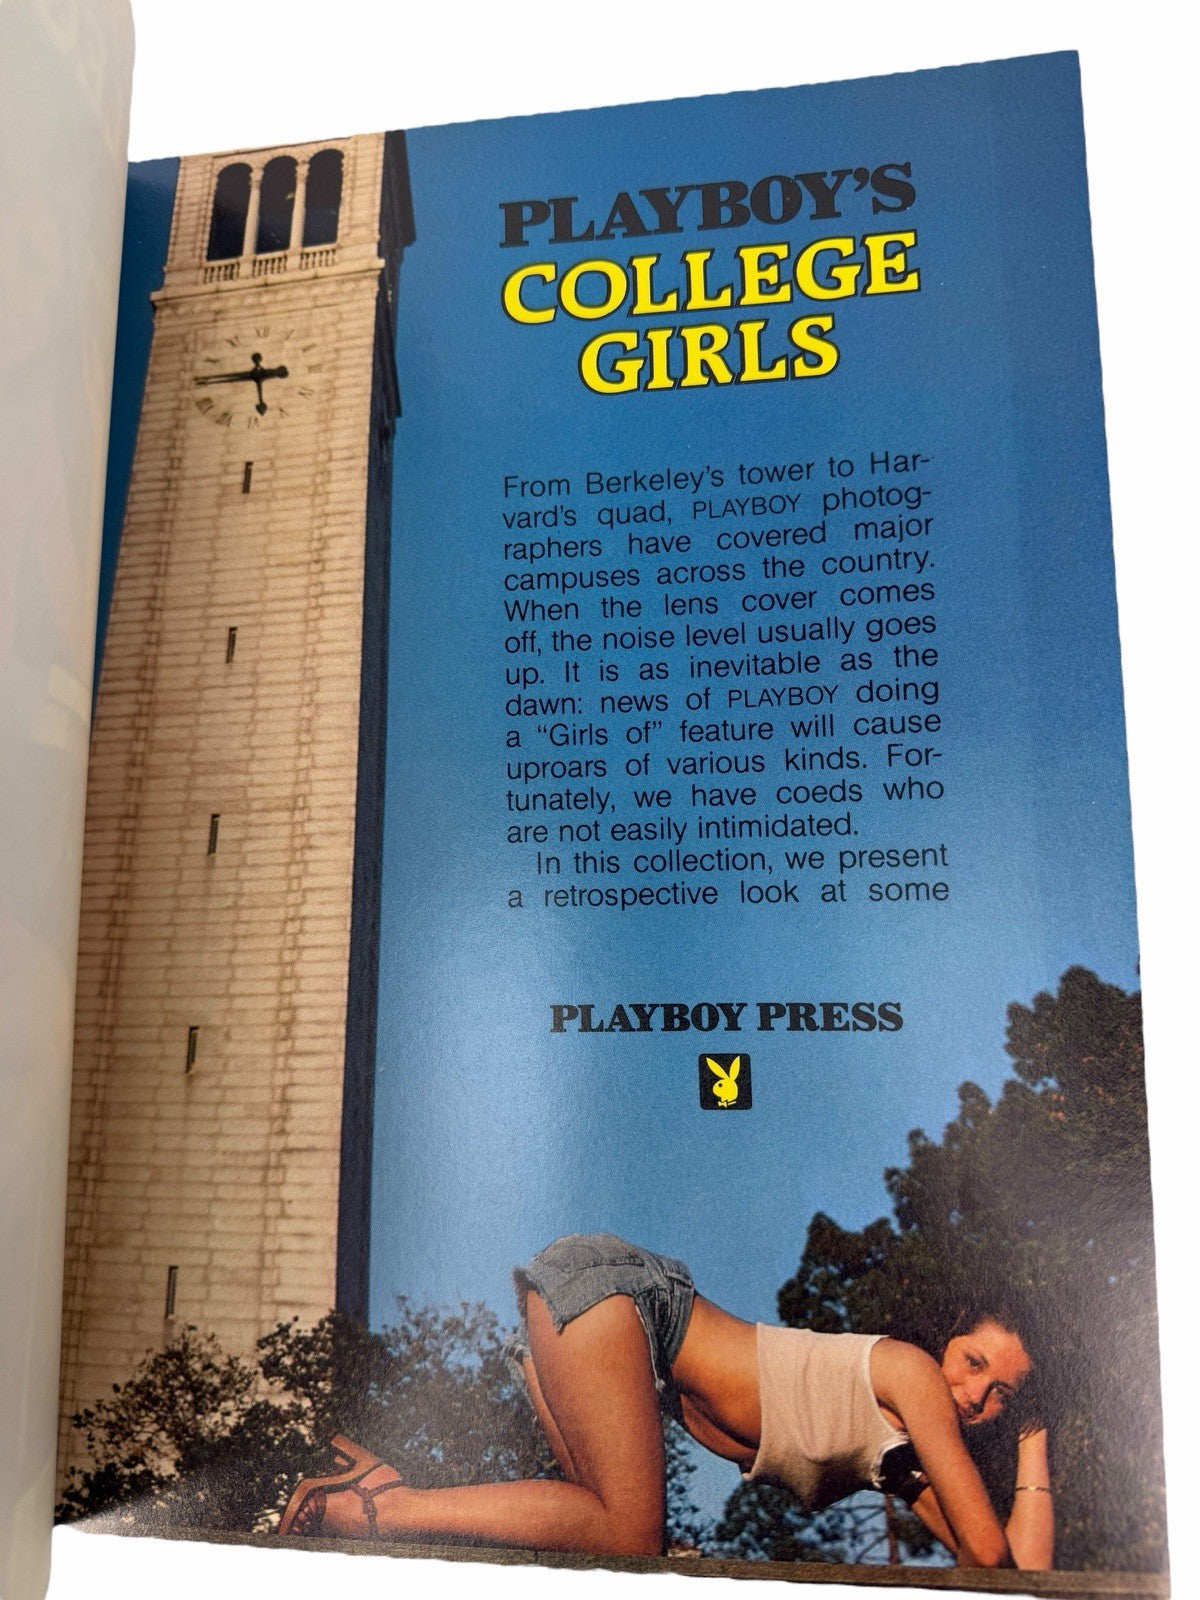 PLAYBOY'S
COLLEGE
GIRLS
From Berkeley's tower to Har-
vard's quad, PLAYBOY photog-
raphers have covered major
campuses across the country.
When the lens cover comes
off, the noise level usually goes
up. It is as inevitable as the
dawn: news of PLAYBOY doing
a “Girls of” feature will cause
uproars of various kinds. For-
tunately, we have coeds who
are not easily intimidated.
In this collection, we present
a retrospective look at some
PLAYBOY PRESS